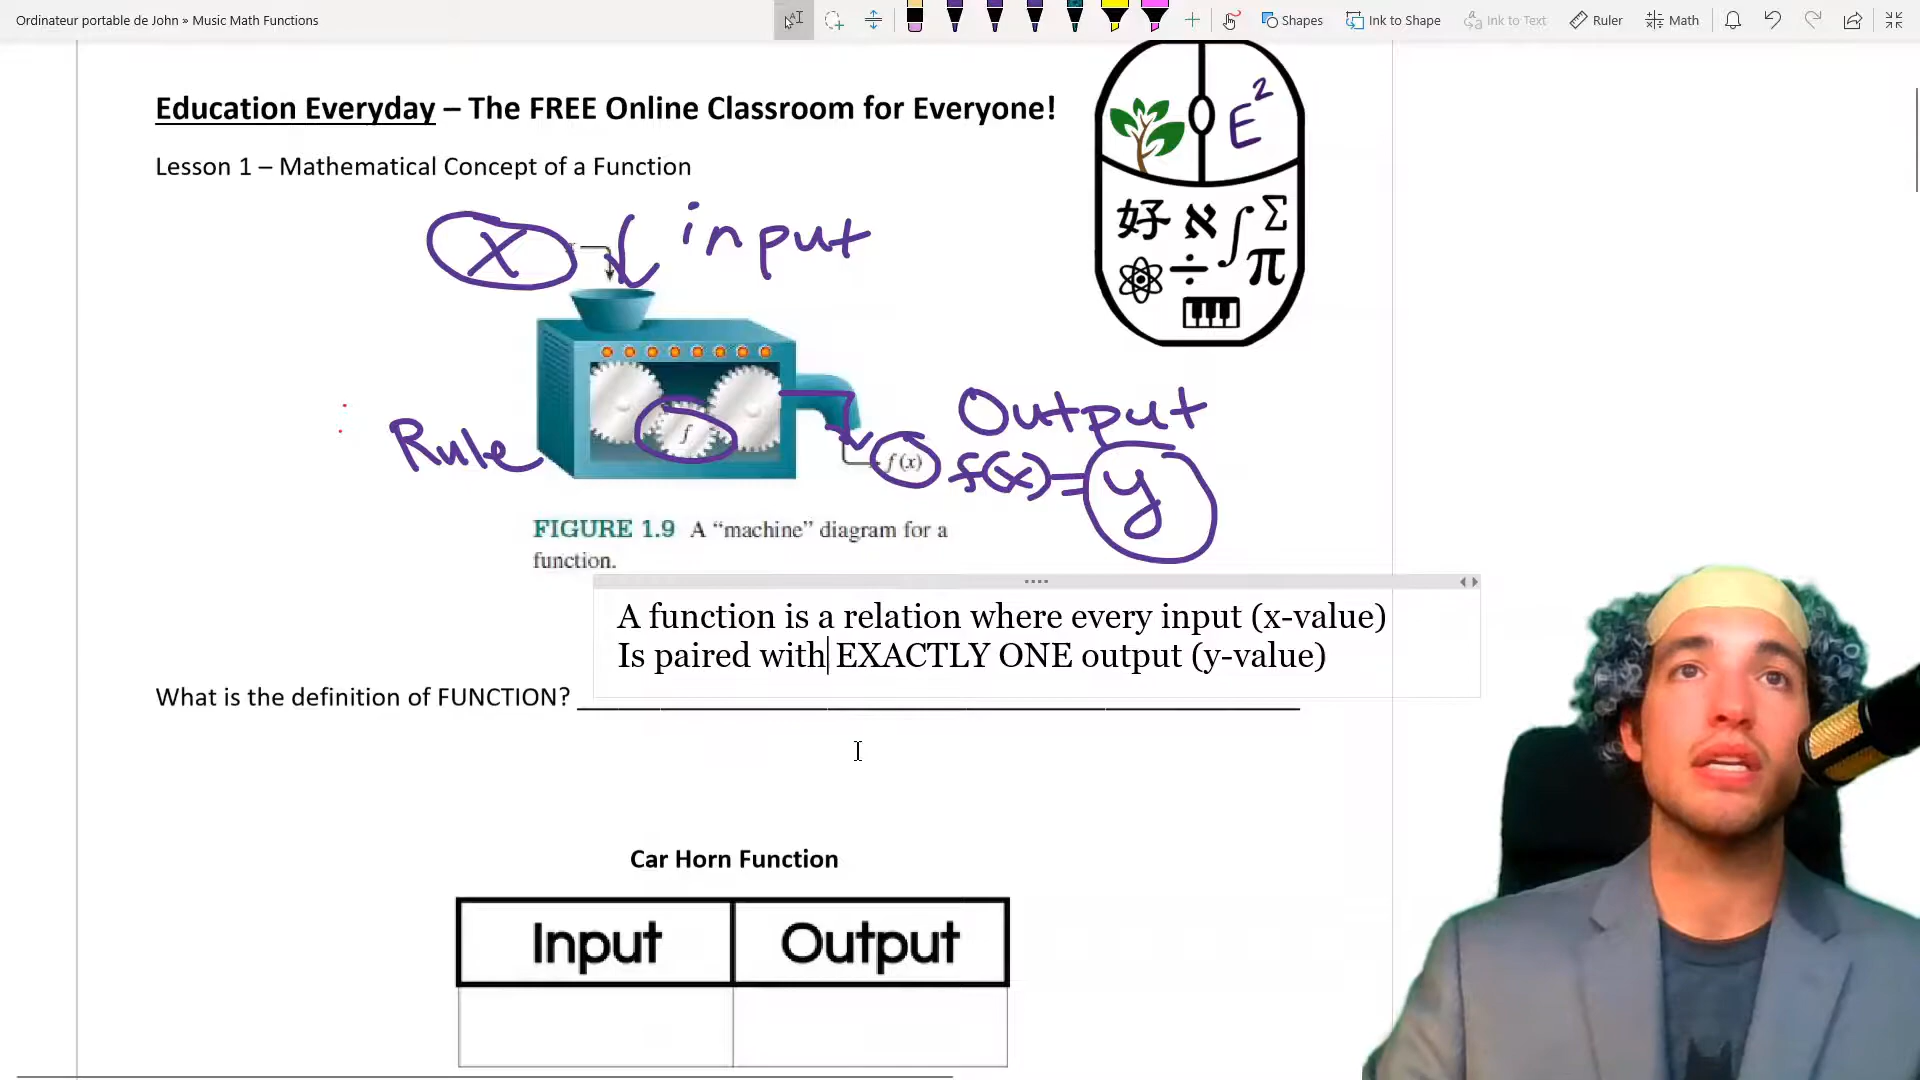 Ordinateur portable de John » Music Math Functions
Shapes Ink to Shape Ink to Text Ruler Math
Education Everyday – The FREE Online Classroom for Everyone!
Lesson 1 – Mathematical Concept of a Function
E²
好 א ∫ Σ
÷ π
x input
Rule
f
Output
f(x) f(x)=y
FIGURE 1.9 A “machine” diagram for a
function.
A function is a relation where every input (x-value)
Is paired with EXACTLY ONE output (y-value)
What is the definition of FUNCTION?
Car Horn Function
Input Output